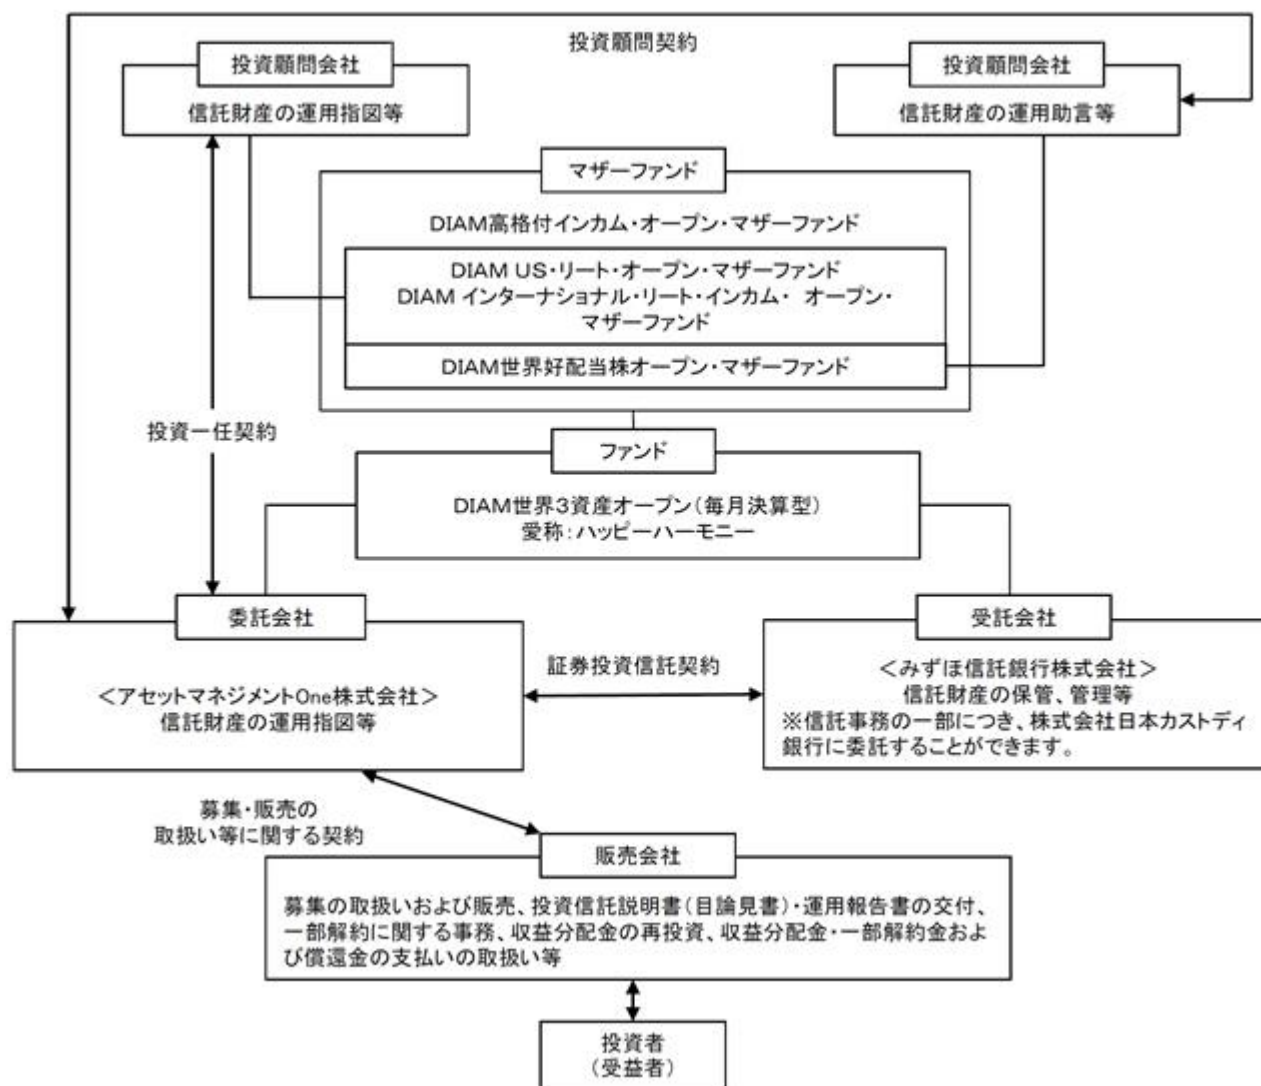 投資顧問契約
投資顧問会社
信託財産の運用指図等
投資顧問会社
信託財産の運用助言等
マザーファンド
DIAM高格付インカム・オープン・マザーファンド
DIAM US・リート・オープン・マザーファンド
DIAM インターナショナル・リート・インカム・ オープン・
マザーファンド
DIAM世界好配当株オープン・マザーファンド
投資一任契約
ファンド
DIAM世界3資産オープン(毎月決算型)
愛称:ハッピーハーモニー
委託会社
<アセットマネジメントOne株式会社>
信託財産の運用指図等
証券投資信託契約
受託会社
<みずほ信託銀行株式会社>
信託財産の保管、管理等
※信託事務の一部につき、株式会社日本カストディ
銀行に委託することができます。
募集・販売の
取扱い等に関する契約
販売会社
募集の取扱いおよび販売、投資信託説明書(目論見書)・運用報告書の交付、
一部解約に関する事務、収益分配金の再投資、収益分配金・一部解約金およ
び償還金の支払いの取扱い等
投資者
(受益者)